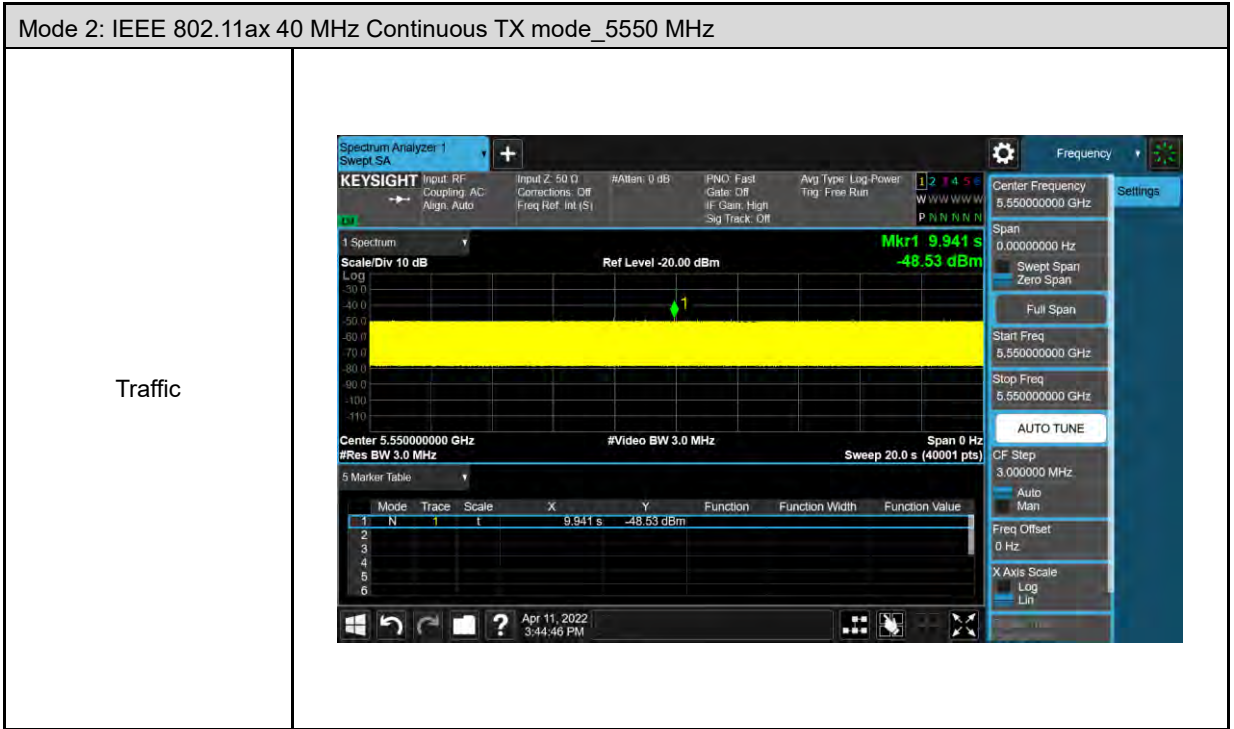 Mode 2: IEEE 802.11ax 40 MHz Continuous TX mode_5550 MHz
Traffic
Spectrum Analyzer 1
Swept SA
+
Frequency
KEYSIGHT
Input: RF
Coupling: AC
Align: Auto
Input Z: 50 Ω
Corrections: Off
Freq Ref: Int (S)
#Atten: 0 dB
PNO: Fast
Gate: Off
IF Gain: High
Sig Track: Off
Avg Type: Log-Power
Trig: Free Run
1 2 3 4 5 6
W W W W W W
P N N N N N
1 Spectrum
Mkr1 9.941 s
Scale/Div 10 dB
Ref Level -20.00 dBm
-48.53 dBm
Log
-30.0
-40.0
1
-50.0
-60.0
-70.0
-80.0
-90.0
-100
-110
Center 5.550000000 GHz
#Video BW 3.0 MHz
Span 0 Hz
#Res BW 3.0 MHz
Sweep 20.0 s (40001 pts)
5 Marker Table
Mode Trace Scale X Y Function Function Width Function Value
1 N 1 t 9.941 s -48.53 dBm
2
3
4
5
6
?
Apr 11, 2022
3:44:46 PM
Center Frequency
5.550000000 GHz
Settings
Span
0.00000000 Hz
Swept Span
Zero Span
Full Span
Start Freq
5.550000000 GHz
Stop Freq
5.550000000 GHz
AUTO TUNE
CF Step
3.000000 MHz
Auto
Man
Freq Offset
0 Hz
X Axis Scale
Log
Lin